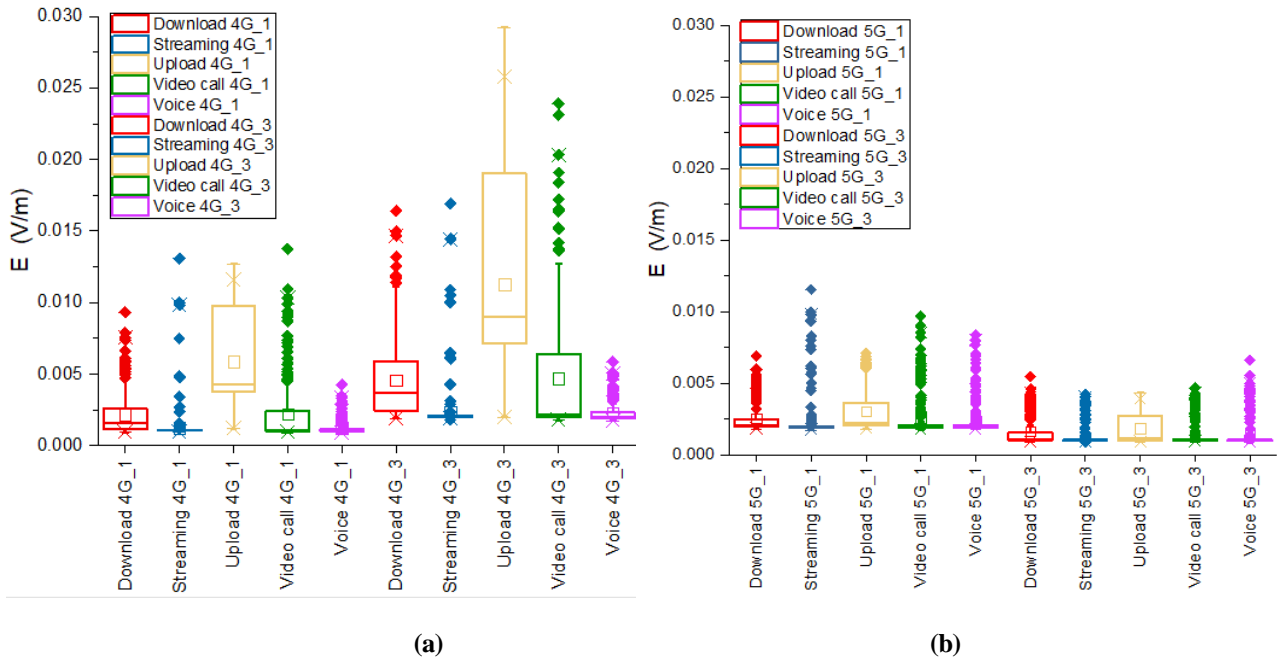 0.030
0.025
0.020
0.015
0.010
0.005
0.000
E (V/m)
Download 4G_1
Streaming 4G_1
Upload 4G_1
Video call 4G_1
Voice 4G_1
Download 4G_3
Streaming 4G_3
Upload 4G_3
Video call 4G_3
Voice 4G_3
Download 4G_1
Streaming 4G_1
Upload 4G_1
Video call 4G_1
Voice 4G_1
Download 4G_3
Streaming 4G_3
Upload 4G_3
Video call 4G_3
Voice 4G_3
(a)
0.030
0.025
0.020
0.015
0.010
0.005
0.000
E (V/m)
Download 5G_1
Streaming 5G_1
Upload 5G_1
Video call 5G_1
Voice 5G_1
Download 5G_3
Streaming 5G_3
Upload 5G_3
Video call 5G_3
Voice 5G_3
Download 5G_1
Streaming 5G_1
Upload 5G_1
Video call 5G_1
Voice 5G_1
Download 5G_3
Streaming 5G_3
Upload 5G_3
Video call 5G_3
Voice 5G_3
(b)